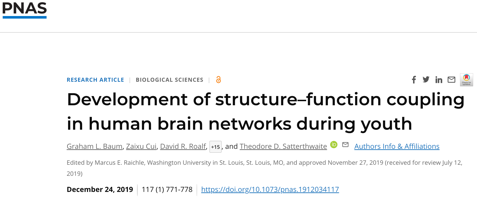 PNAS
RESEARCH ARTICLE | BIOLOGICAL SCIENCES |
Development of structure–function coupling
in human brain networks during youth
Graham L. Baum, Zaixu Cui, David R. Roalf, +15, and Theodore D. Satterthwaite Authors Info & Affiliations
Edited by Marcus E. Raichle, Washington University in St. Louis, St. Louis, MO, and approved November 27, 2019 (received for review July 12,
2019)
December 24, 2019 | 117 (1) 771-778 | https://doi.org/10.1073/pnas.1912034117